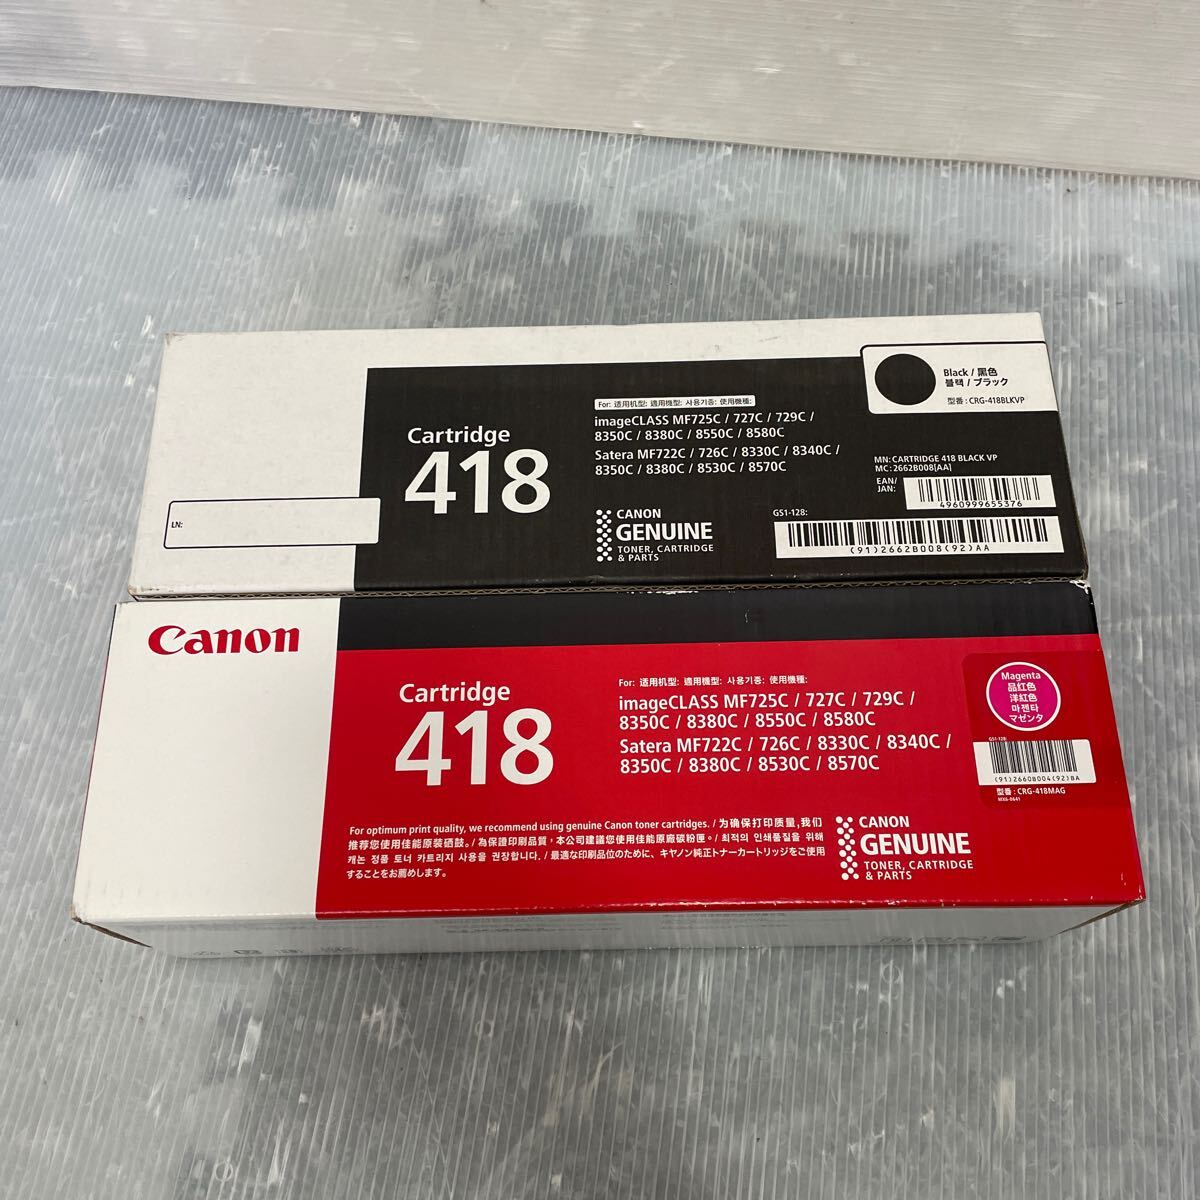 Black / 黒色
블랙 / ブラック
型番 : CRG-418BLKVP
For: 适用机型: 適用機型: 사용기종: 使用機種:
imageCLASS MF725C / 727C / 729C /
8350C / 8380C / 8550C / 8580C
Satera MF722C / 726C / 8330C / 8340C /
8350C / 8380C / 8530C / 8570C
Cartridge
418
MN: CARTRIDGE 418 BLACK VP
MC: 2662B008[AA]
EAN/
JAN:
4960999655376
LN:
CANON
GENUINE
TONER, CARTRIDGE
& PARTS
GS1-128:
(91)2662B008(92)AA
Canon
Cartridge
418
For: 适用机型: 適用機型: 사용기종: 使用機種:
imageCLASS MF725C / 727C / 729C /
8350C / 8380C / 8550C / 8580C
Satera MF722C / 726C / 8330C / 8340C /
8350C / 8380C / 8530C / 8570C
Magenta
品红色
洋紅色
마젠타
マゼンタ
GS1-128:
(91)2660B004(92)BA
型番 : CRG-418MAG
MX6-0641
For optimum print quality, we recommend using genuine Canon toner cartridges. / 为确保打印质量, 我们
推荐您使用佳能原装硒鼓。/ 為保證印刷品質，本公司建議您使用佳能原廠碳粉匣。/ 최적의 인쇄품질을 위해
캐논 정품 토너 카트리지 사용을 권장합니다. / 最適な印刷品位のために、キヤノン純正トナーカートリッジをご使用
することをお薦めします。
CANON
GENUINE
TONER, CARTRIDGE
& PARTS